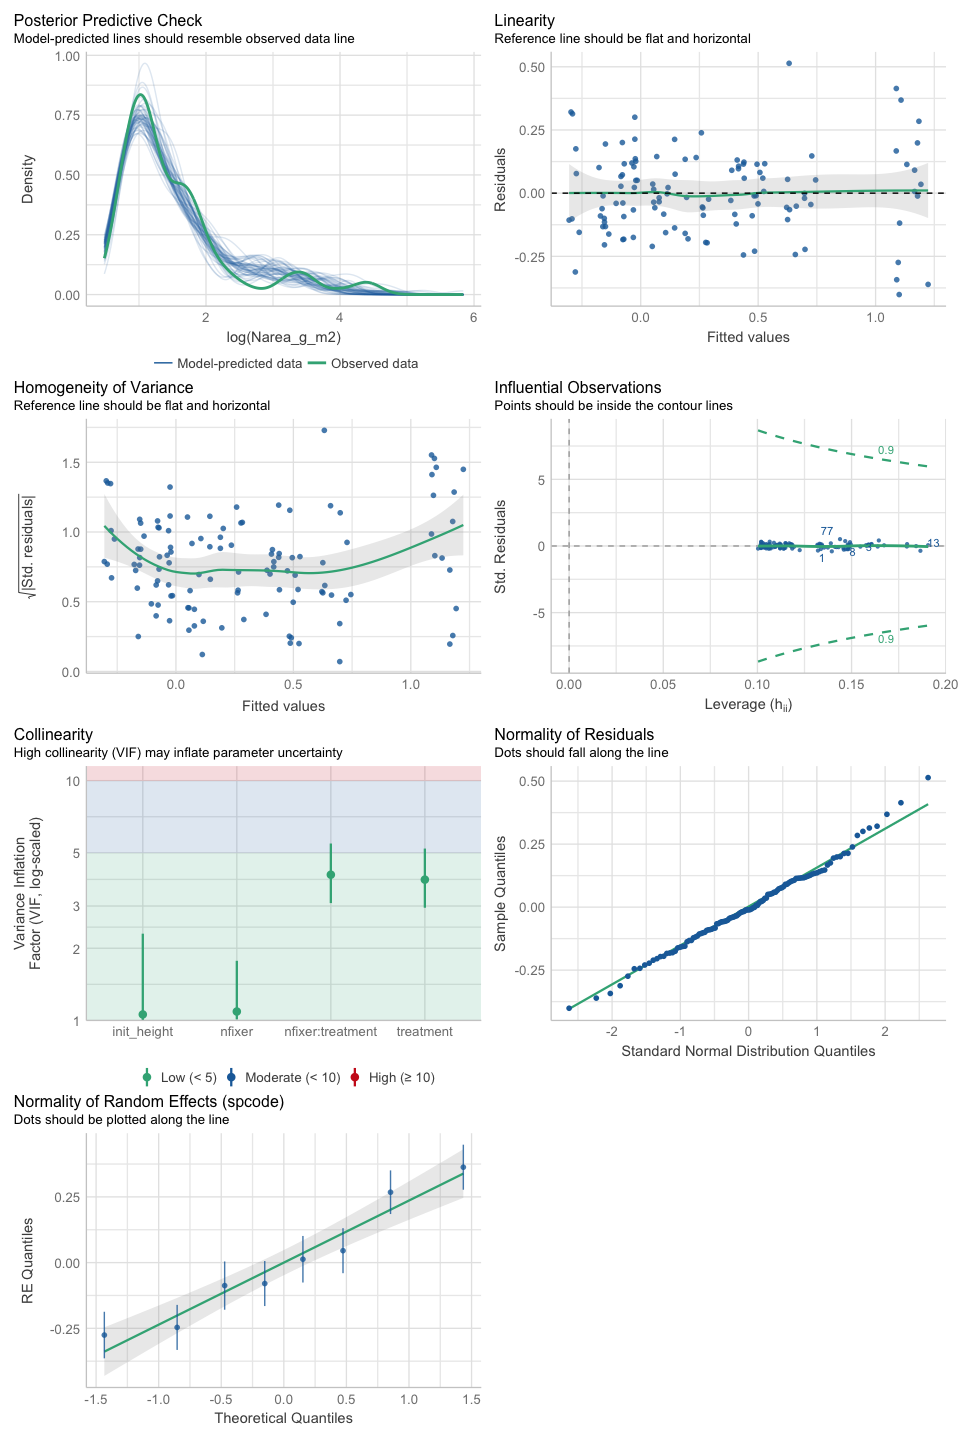 Posterior Predictive Check
Model-predicted lines should resemble observed data line
1.00
0.75
0.50
0.25
0.00
Density
2
4
6
log(Narea_g_m2)
Model-predicted data
Observed data
Linearity
Reference line should be flat and horizontal
0.50
0.25
0.00
-0.25
Residuals
0.0
0.5
1.0
Fitted values
Homogeneity of Variance
Reference line should be flat and horizontal
1.5
1.0
0.5
0.0
√|Std. residuals|
0.0
0.5
1.0
Fitted values
Influential Observations
Points should be inside the contour lines
5
0
-5
Std. Residuals
0.9
77
13
1
8
3
0.9
0.00
0.05
0.10
0.15
0.20
Leverage (hii)
Collinearity
High collinearity (VIF) may inflate parameter uncertainty
10
5
3
2
1
Variance Inflation
Factor (VIF, log-scaled)
init_height
nfixer
nfixer:treatment
treatment
Low (< 5)
Moderate (< 10)
High (≥ 10)
Normality of Residuals
Dots should fall along the line
0.50
0.25
0.00
-0.25
Sample Quantiles
-2
-1
0
1
2
Standard Normal Distribution Quantiles
Normality of Random Effects (spcode)
Dots should be plotted along the line
0.25
0.00
-0.25
RE Quantiles
-1.5
-1.0
-0.5
0.0
0.5
1.0
1.5
Theoretical Quantiles